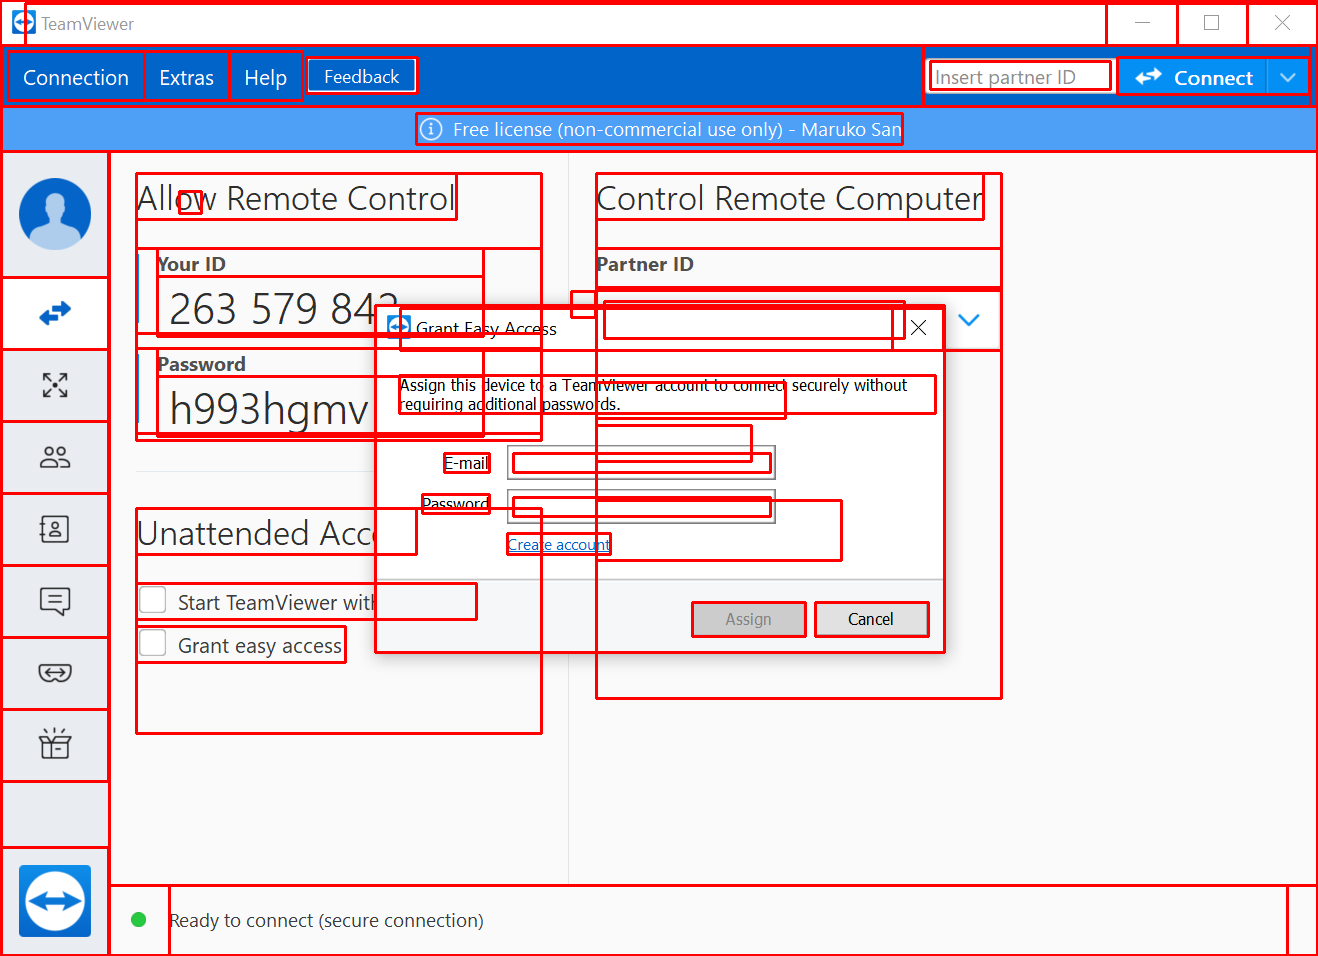 TeamViewer
Connection Extras Help Feedback Insert partner ID Connect
Free license (non-commercial use only) - Maruko San
Allow Remote Control
Control Remote Computer
Your ID
Partner ID
263 579 842
Grant Easy Access
Password
h993hgmv
Assign this device to a TeamViewer account to connect securely without
requiring additional passwords.
E-mail
Password
Create account
Unattended
Start TeamViewer
Grant easy access
Assign Cancel
Ready to connect (secure connection)